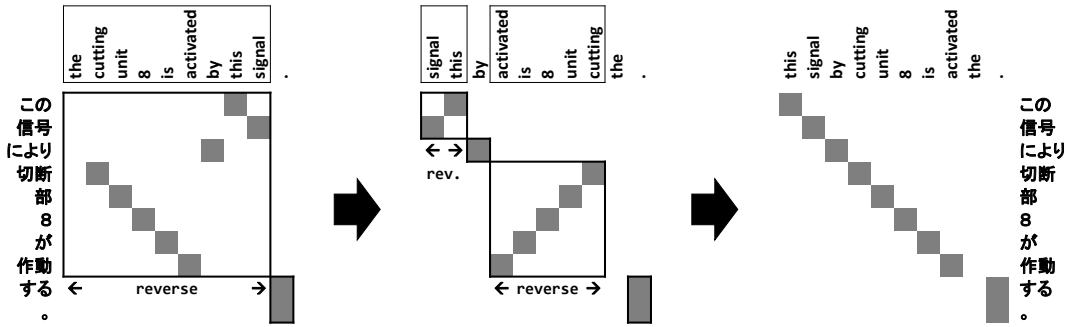 the cutting unit 8 is activated by this signal .
この
信号
により
切断
部
8
が
作動
する
。
← reverse →
signal this by activated is 8 unit cutting the .
← →
rev.
← reverse →
this signal by cutting unit 8 is activated the .
この
信号
により
切断
部
8
が
作動
する
。